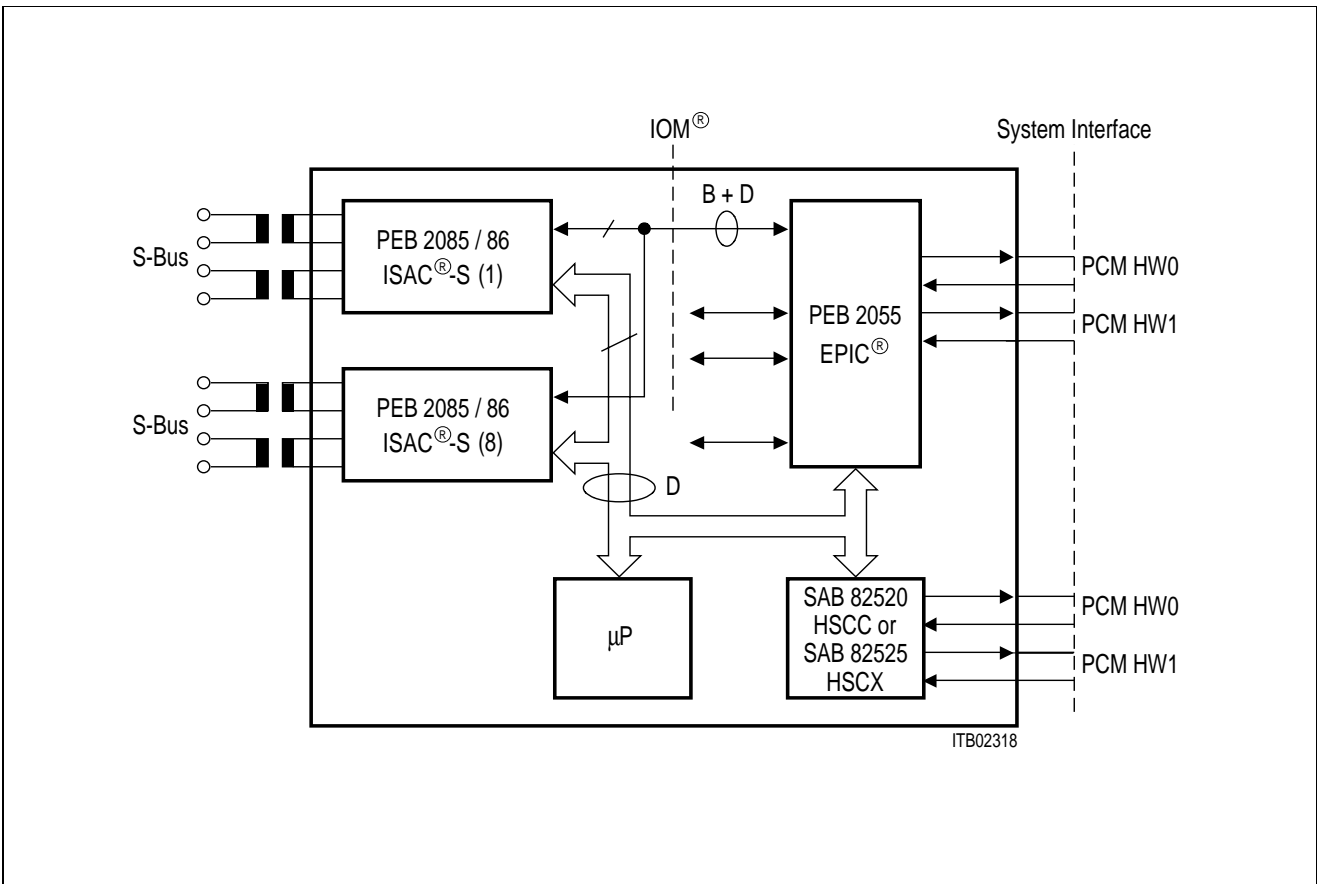 IOM®
System Interface
B + D
S-Bus
PEB 2085 / 86
ISAC®-S (1)
PEB 2055
EPIC®
PCM HW0
PCM HW1
S-Bus
PEB 2085 / 86
ISAC®-S (8)
D
μP
SAB 82520
HSCC or
SAB 82525
HSCX
PCM HW0
PCM HW1
ITB02318